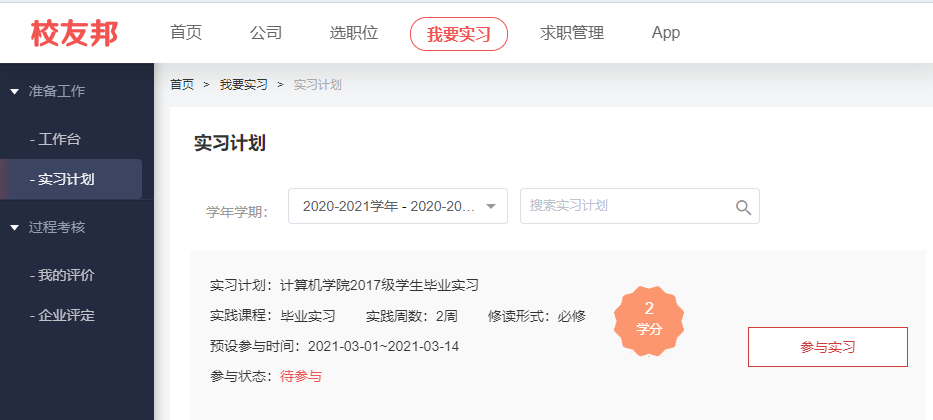 校友邦 首页 公司 选职位 我要实习 求职管理 App
准备工作
- 工作台
- 实习计划
过程考核
- 我的评价
- 企业评定
首页 > 我要实习 > 实习计划
实习计划
学年学期： 2020-2021学年 - 2020-20... 搜索实习计划
实习计划：计算机学院2017级学生毕业实习
实践课程：毕业实习 实践周数：2周 修读形式：必修
预设参与时间：2021-03-01~2021-03-14
参与状态：待参与
2
学分
参与实习